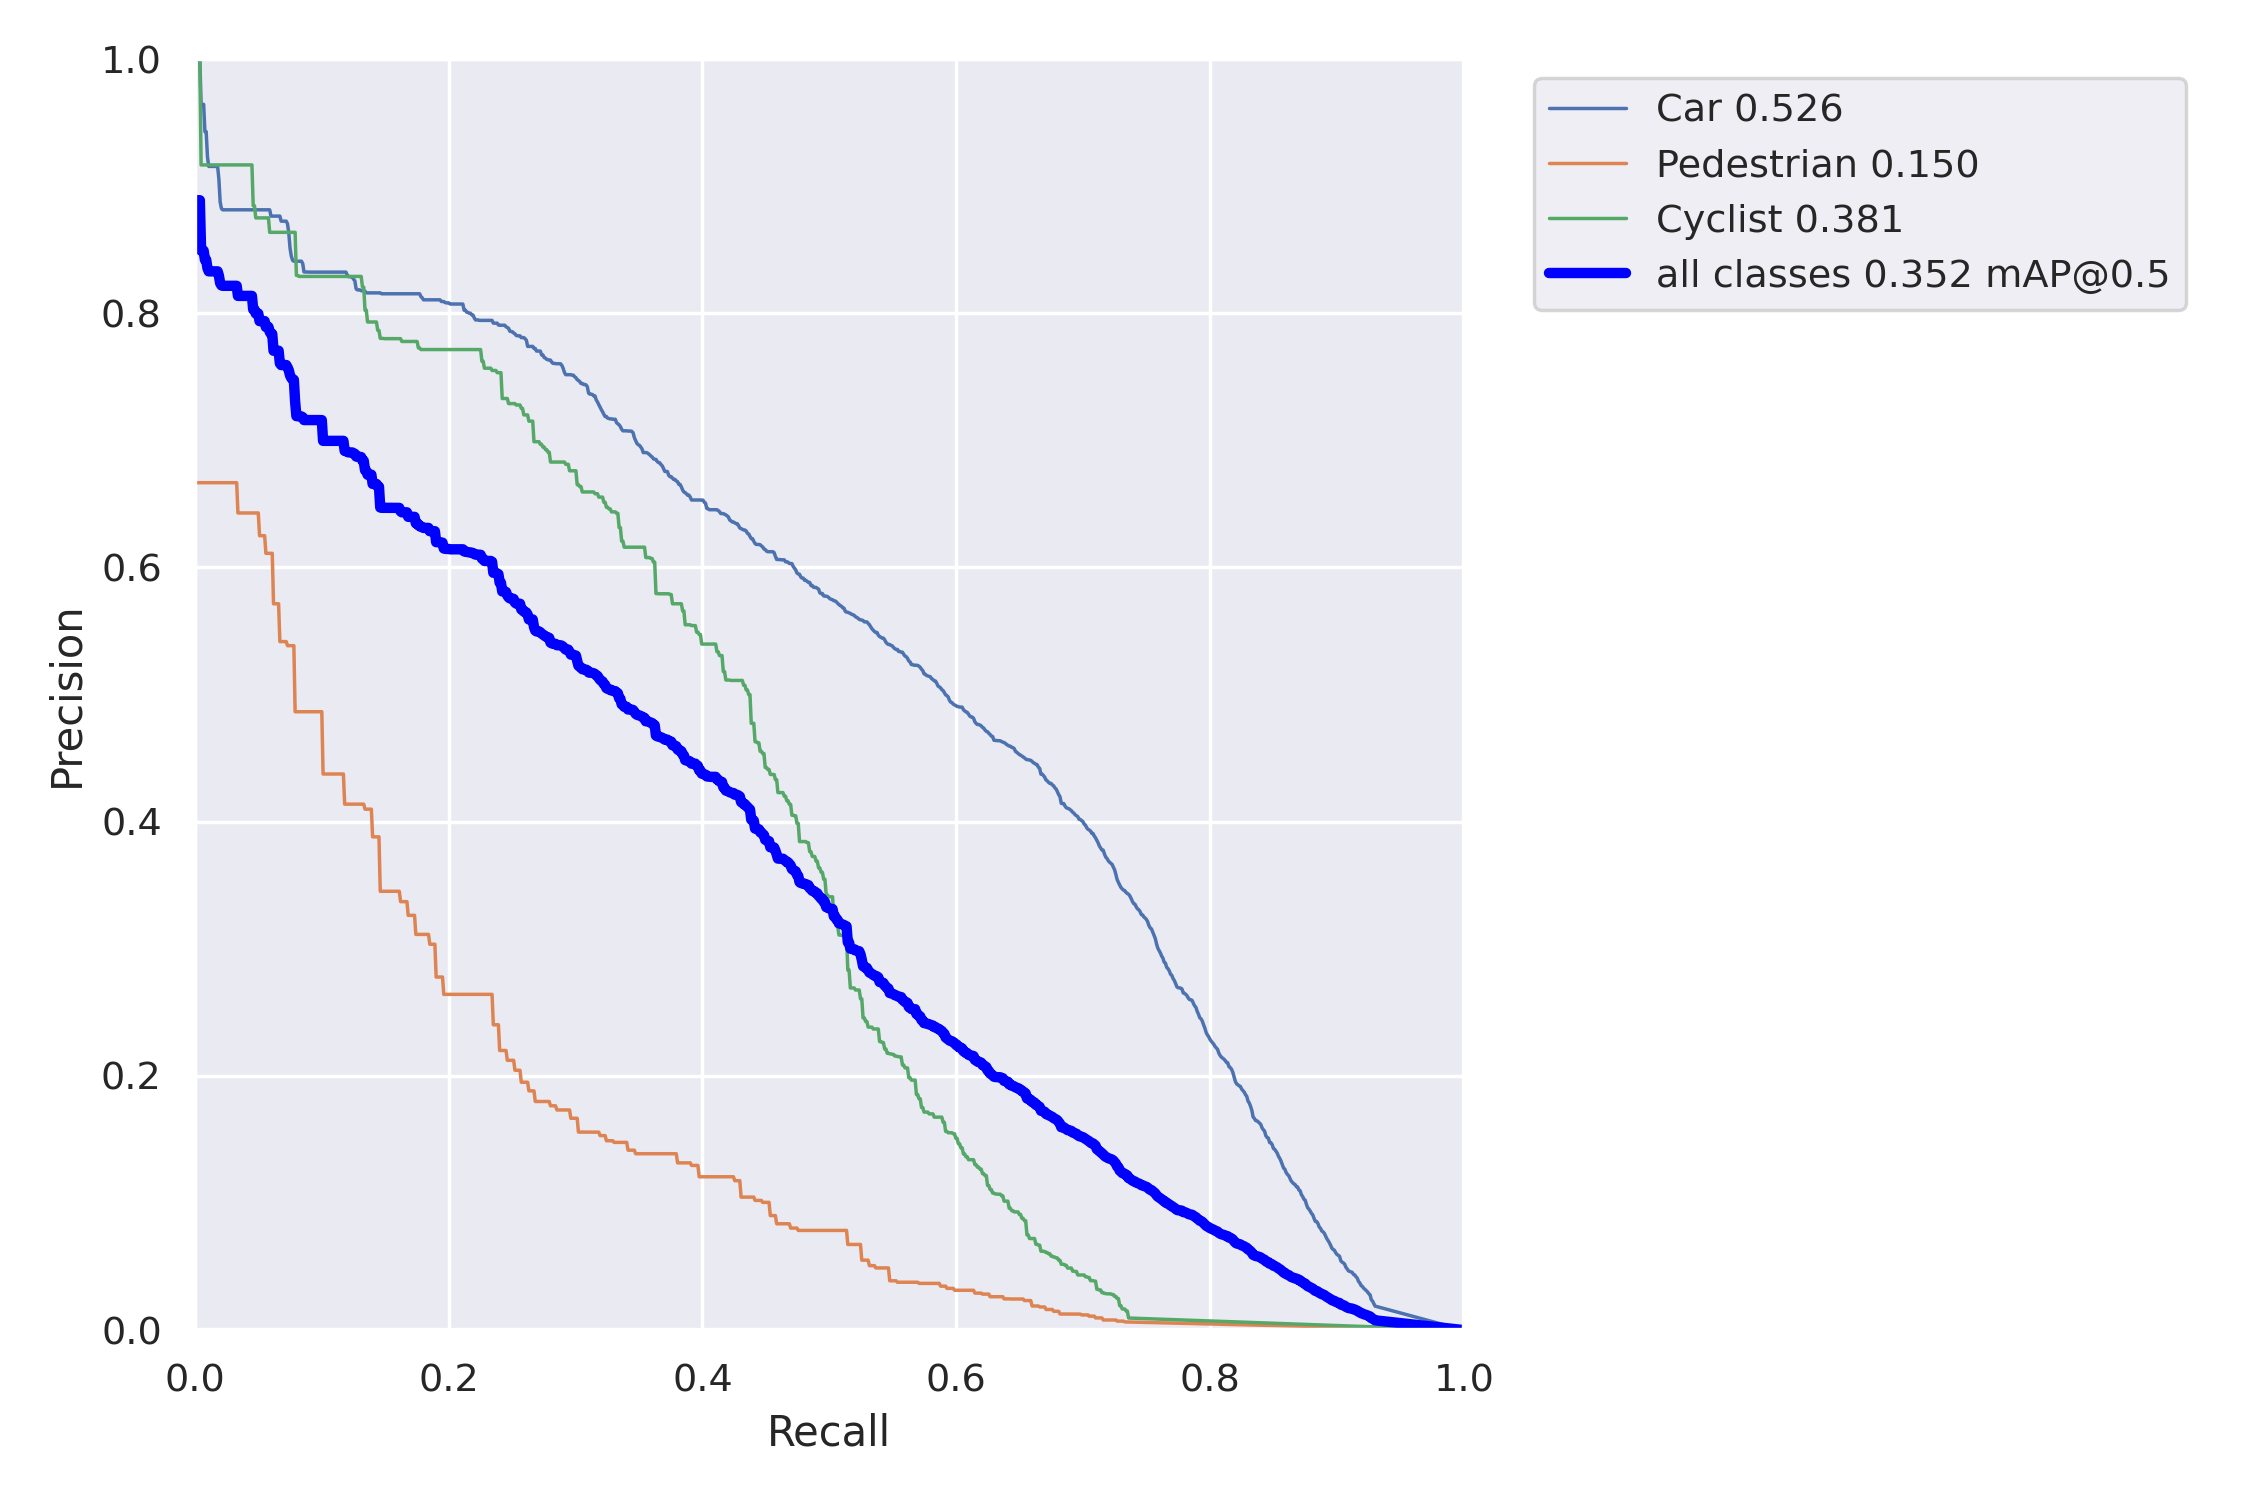 1.0
0.8
0.6
0.4
0.2
0.0
Precision
0.0 0.2 0.4 0.6 0.8 1.0
Recall
Car 0.526
Pedestrian 0.150
Cyclist 0.381
all classes 0.352 mAP@0.5